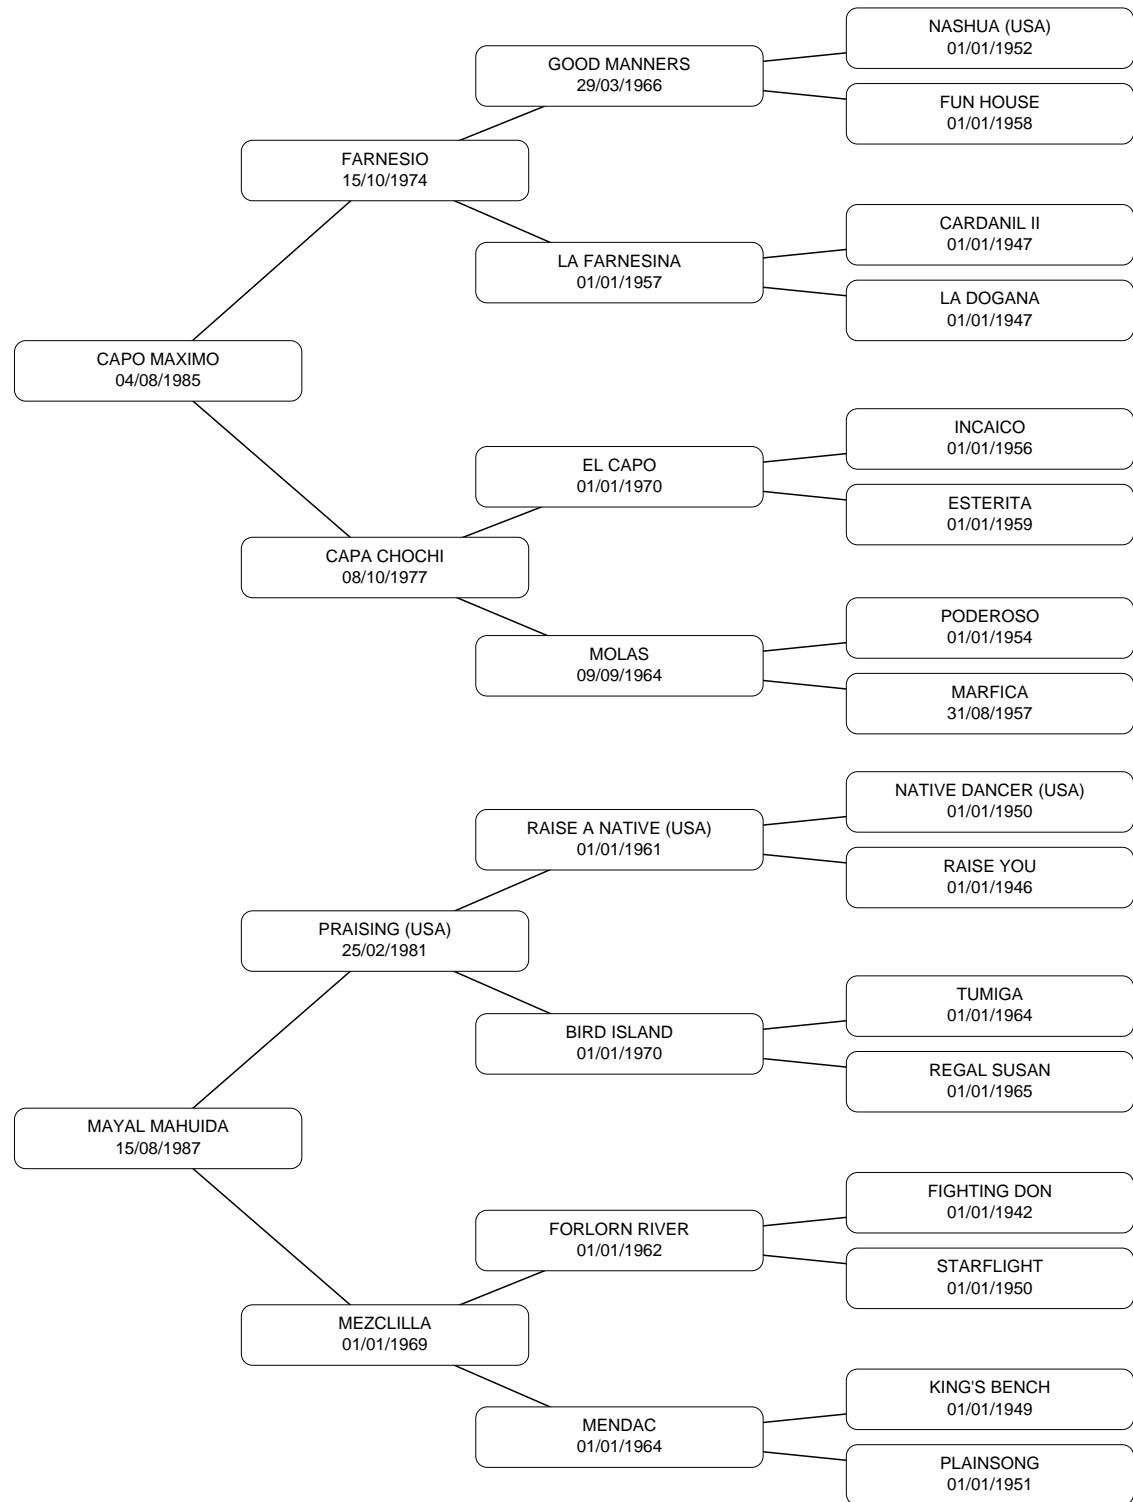 NASHUA (USA)
01/01/1952
GOOD MANNERS
29/03/1966
FUN HOUSE
01/01/1958
FARNESIO
15/10/1974
CARDANIL II
01/01/1947
LA FARNESINA
01/01/1957
LA DOGANA
01/01/1947
CAPO MAXIMO
04/08/1985
INCAICO
01/01/1956
EL CAPO
01/01/1970
ESTERITA
01/01/1959
CAPA CHOCHI
08/10/1977
PODEROSO
01/01/1954
MOLAS
09/09/1964
MARFICA
31/08/1957
NATIVE DANCER (USA)
01/01/1950
RAISE A NATIVE (USA)
01/01/1961
RAISE YOU
01/01/1946
PRAISING (USA)
25/02/1981
TUMIGA
01/01/1964
BIRD ISLAND
01/01/1970
REGAL SUSAN
01/01/1965
MAYAL MAHUIDA
15/08/1987
FIGHTING DON
01/01/1942
FORLORN RIVER
01/01/1962
STARFLIGHT
01/01/1950
MEZCLILLA
01/01/1969
KING'S BENCH
01/01/1949
MENDAC
01/01/1964
PLAINSONG
01/01/1951